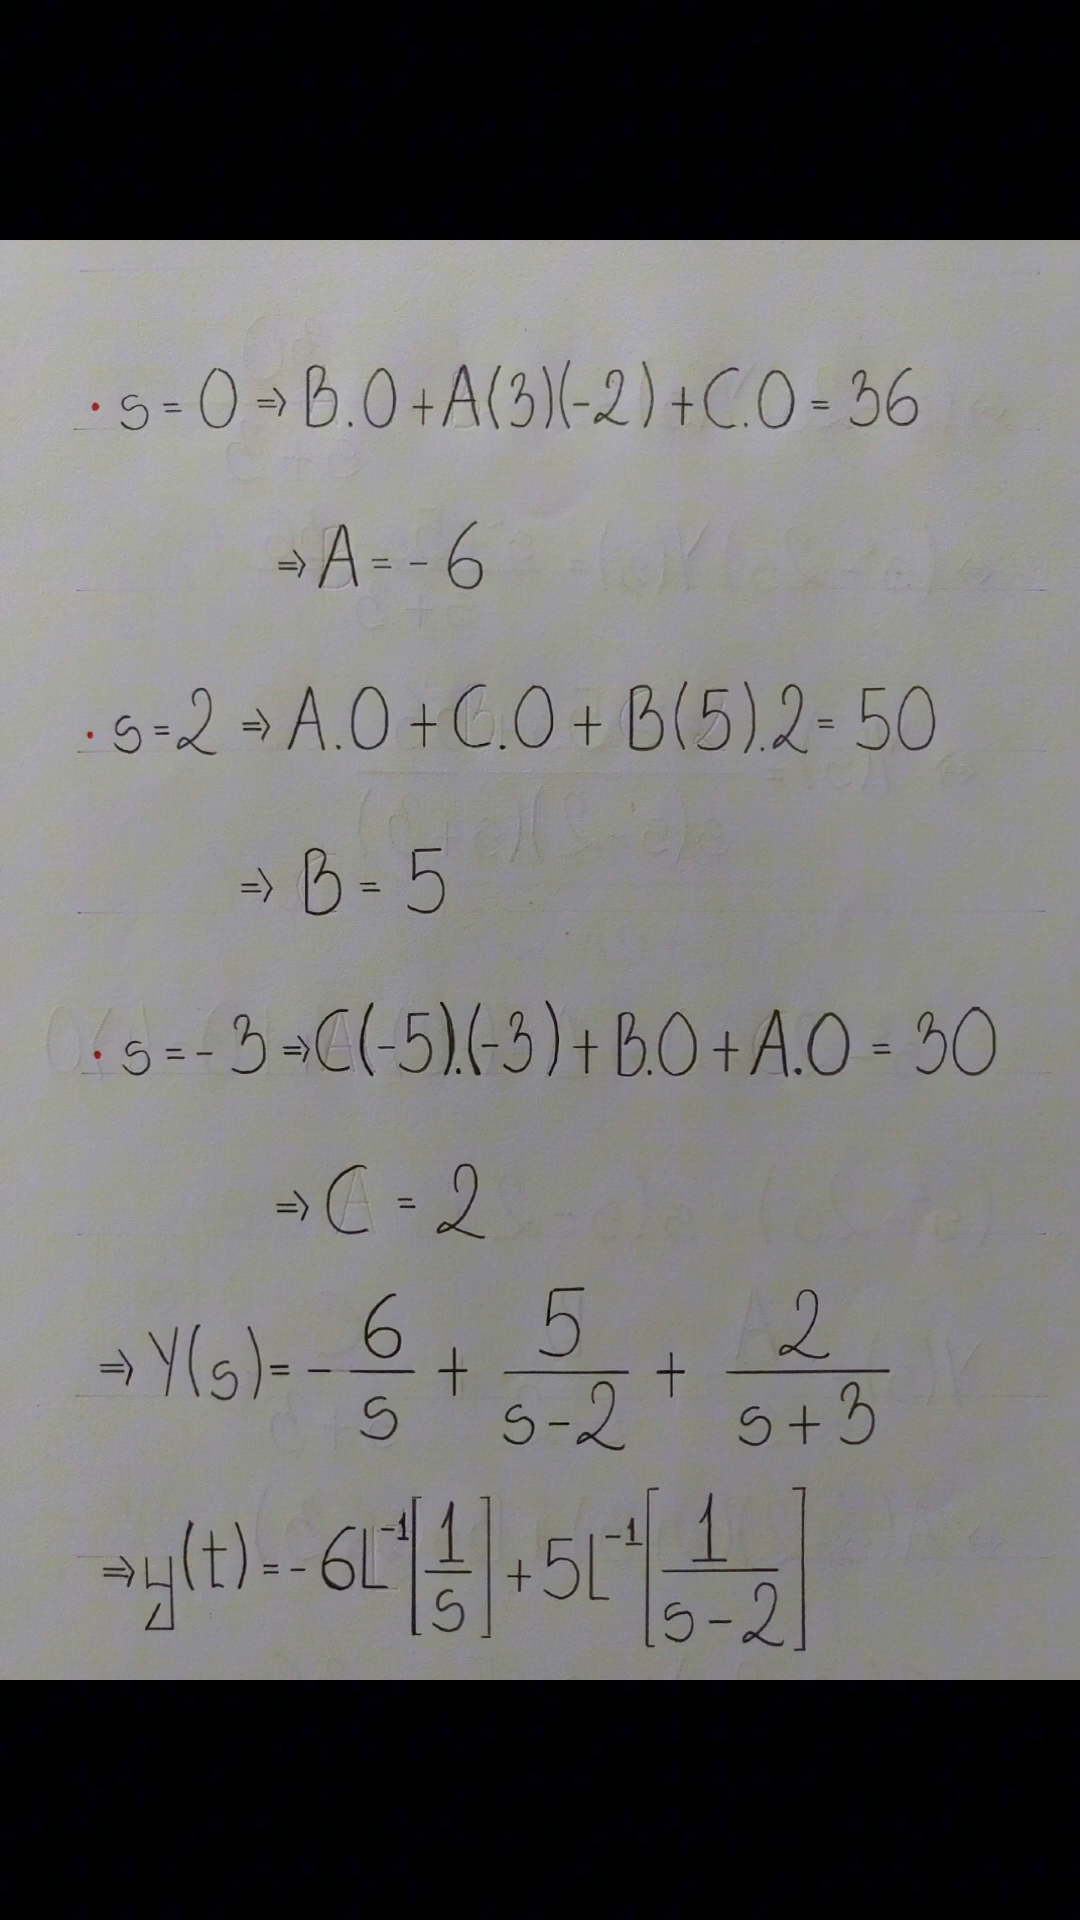 • s = 0 ⇒ B.0 + A(3)(-2) + C.0 = 36
⇒ A = - 6
• s = 2 ⇒ A.0 + C.0 + B(5).2 = 50
⇒ B = 5
• s = - 3 ⇒ C(-5).(-3) + B.0 + A.0 = 30
⇒ C = 2
⇒ Y(s) = - 6/s + 5/(s-2) + 2/(s+3)
⇒ y(t) = - 6L⁻¹[1/s] + 5L⁻¹[1/(s-2)]